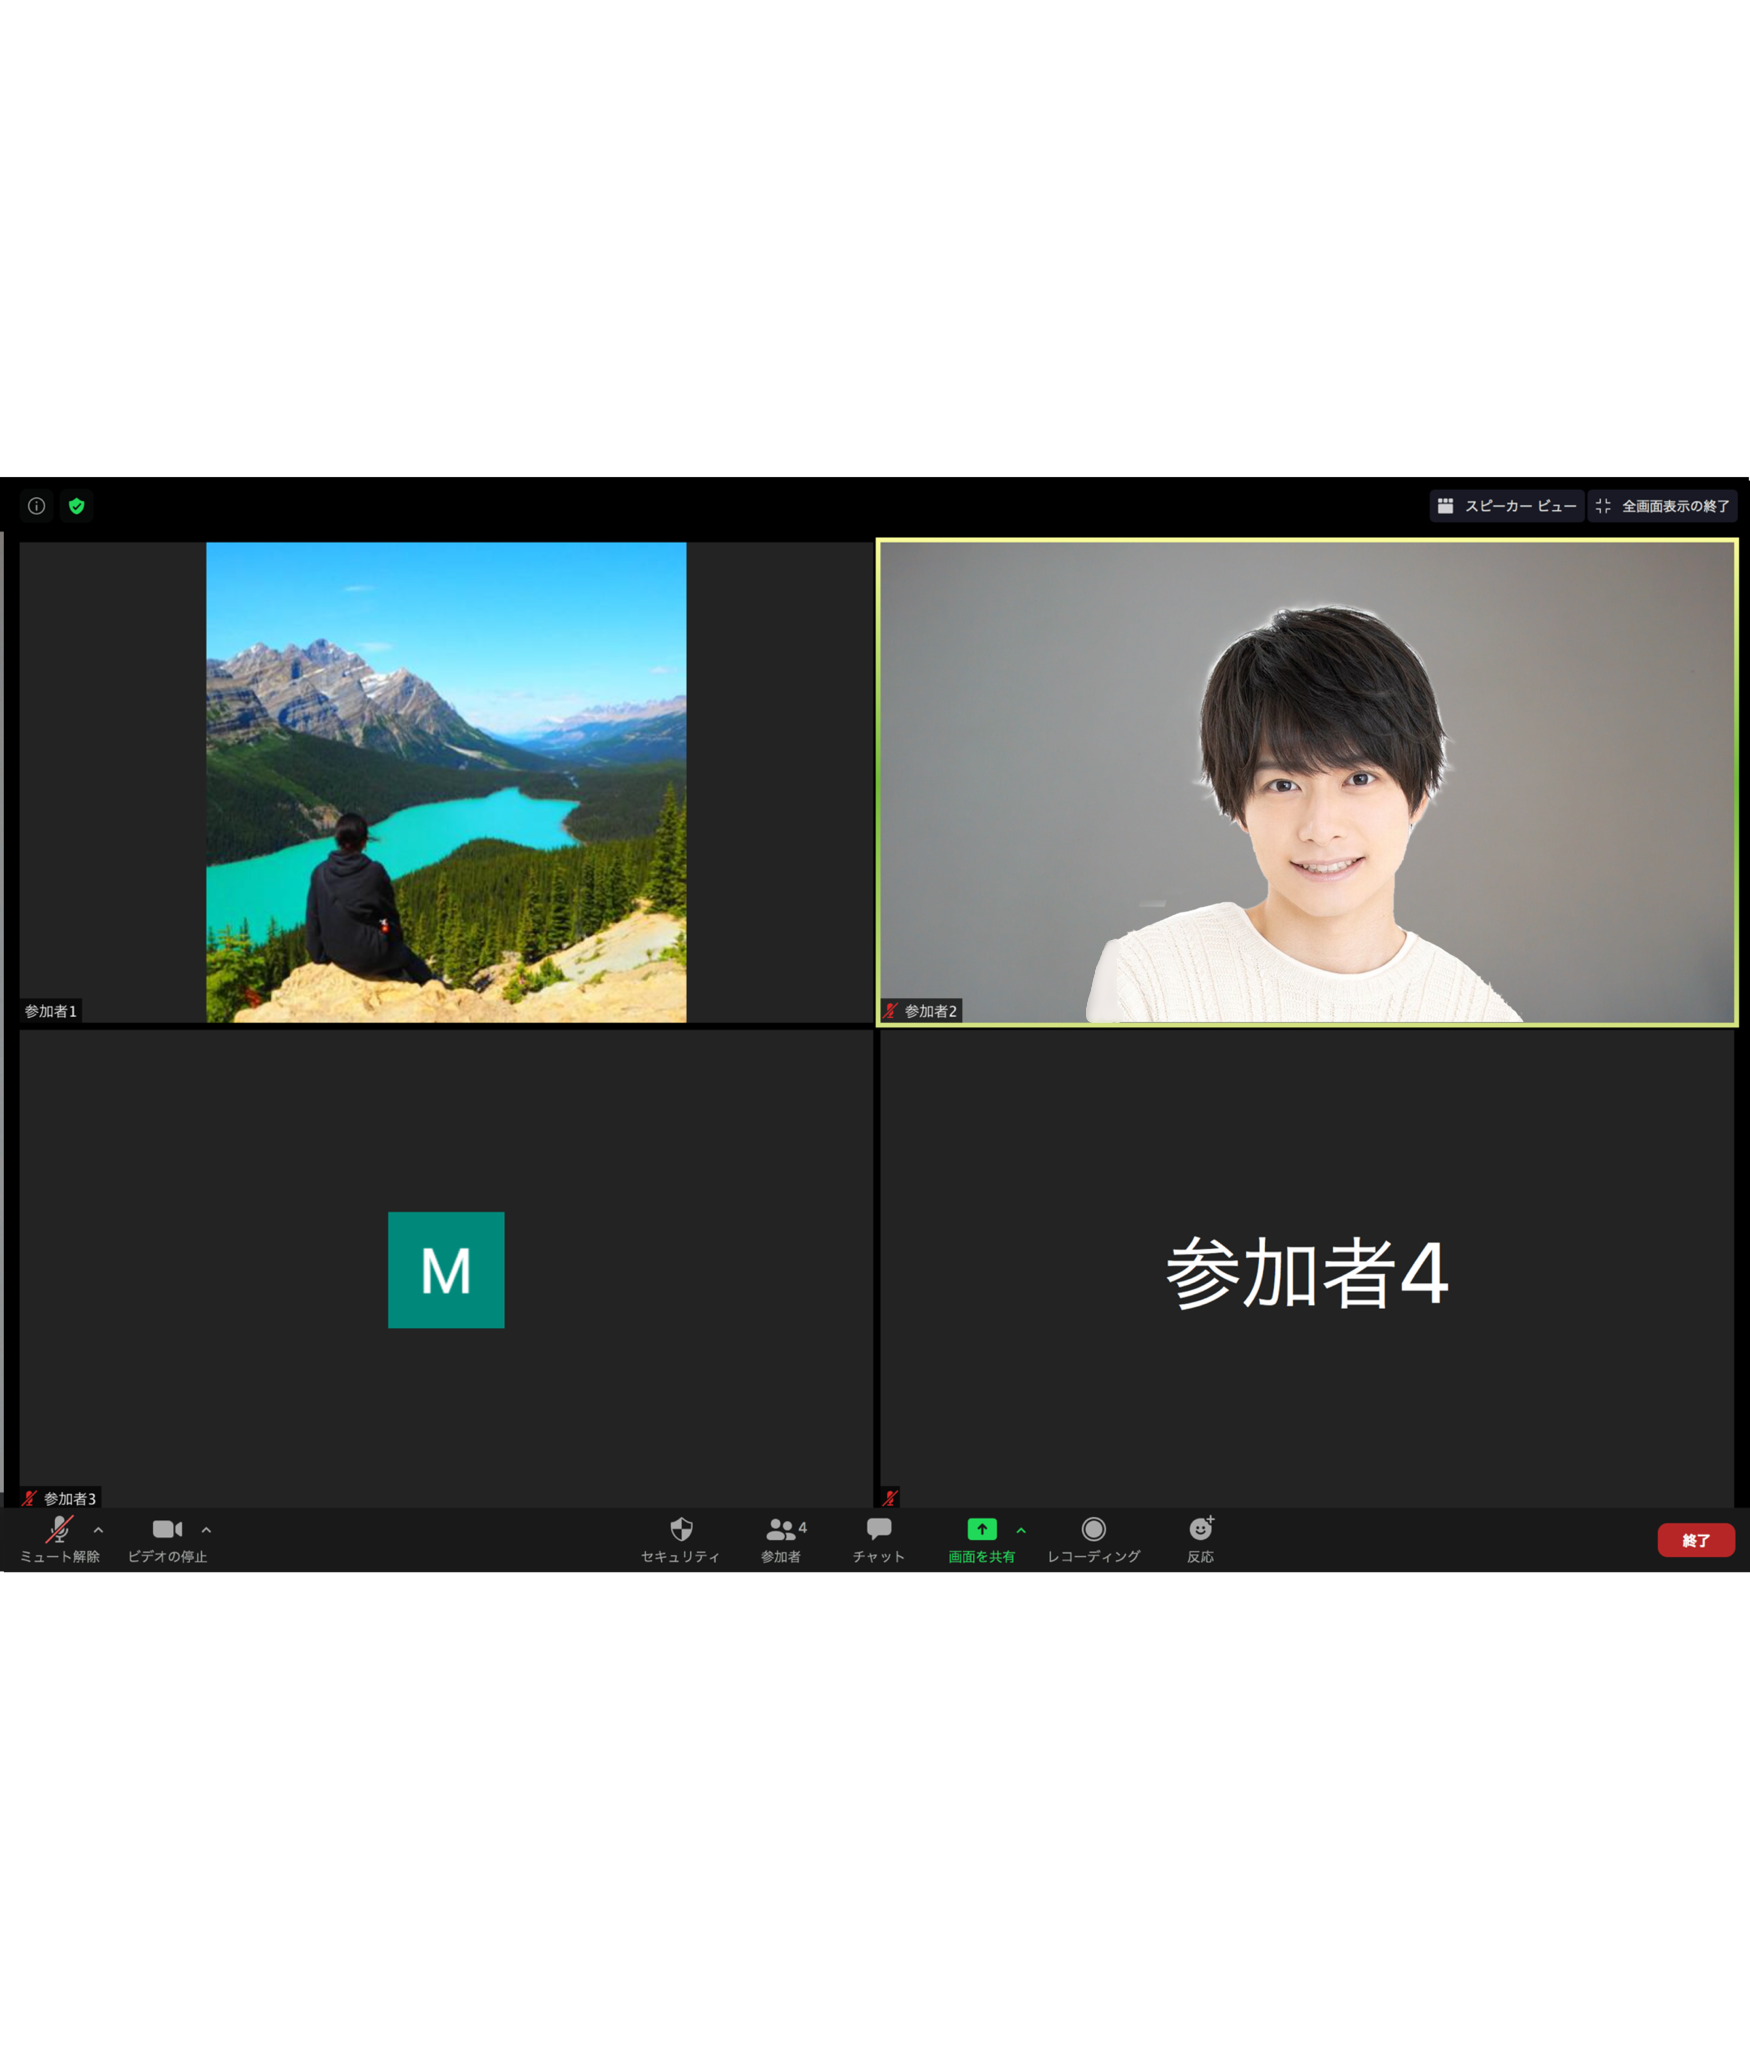 スピーカー ビュー
全画面表示の終了
参加者1
参加者2
M
参加者4
参加者3
ミュート解除
ビデオの停止
セキュリティ
4
参加者
チャット
画面を共有
レコーディング
反応
終了